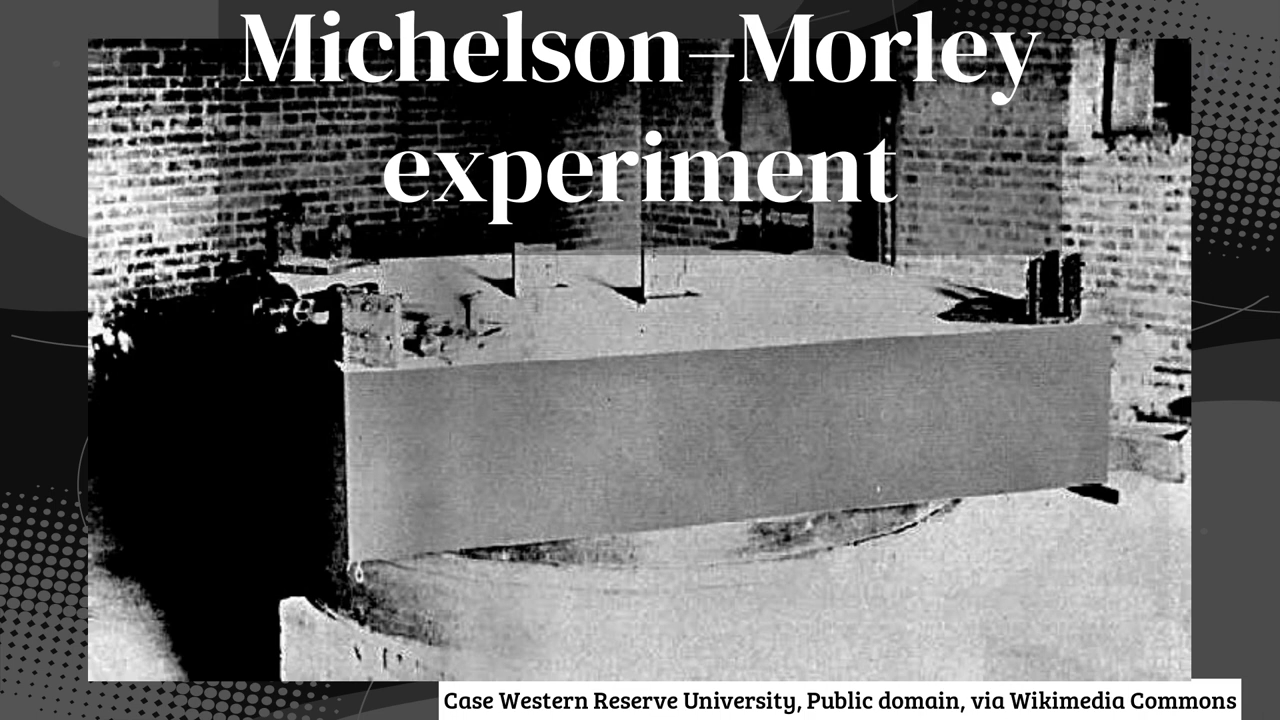 Michelson–Morley
experiment
Case Western Reserve University, Public domain, via Wikimedia Commons